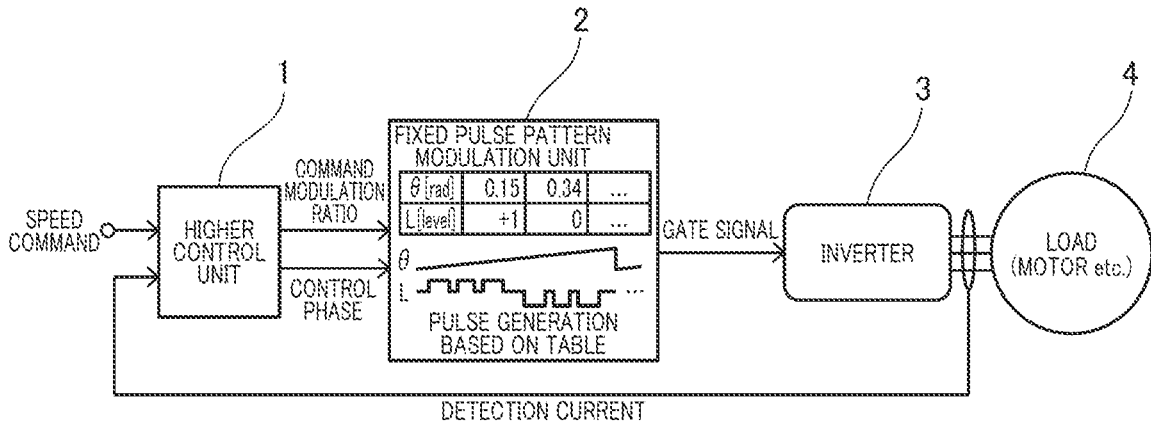 1
2
3
4
SPEED
COMMAND
HIGHER
CONTROL
UNIT
COMMAND
MODULATION
RATIO
CONTROL
PHASE
FIXED PULSE PATTERN
MODULATION UNIT
θ [rad] 0.15 0.34 ...
L [level] +1 0 ...
θ
L ...
PULSE GENERATION
BASED ON TABLE
GATE SIGNAL
INVERTER
LOAD
(MOTOR etc.)
DETECTION CURRENT